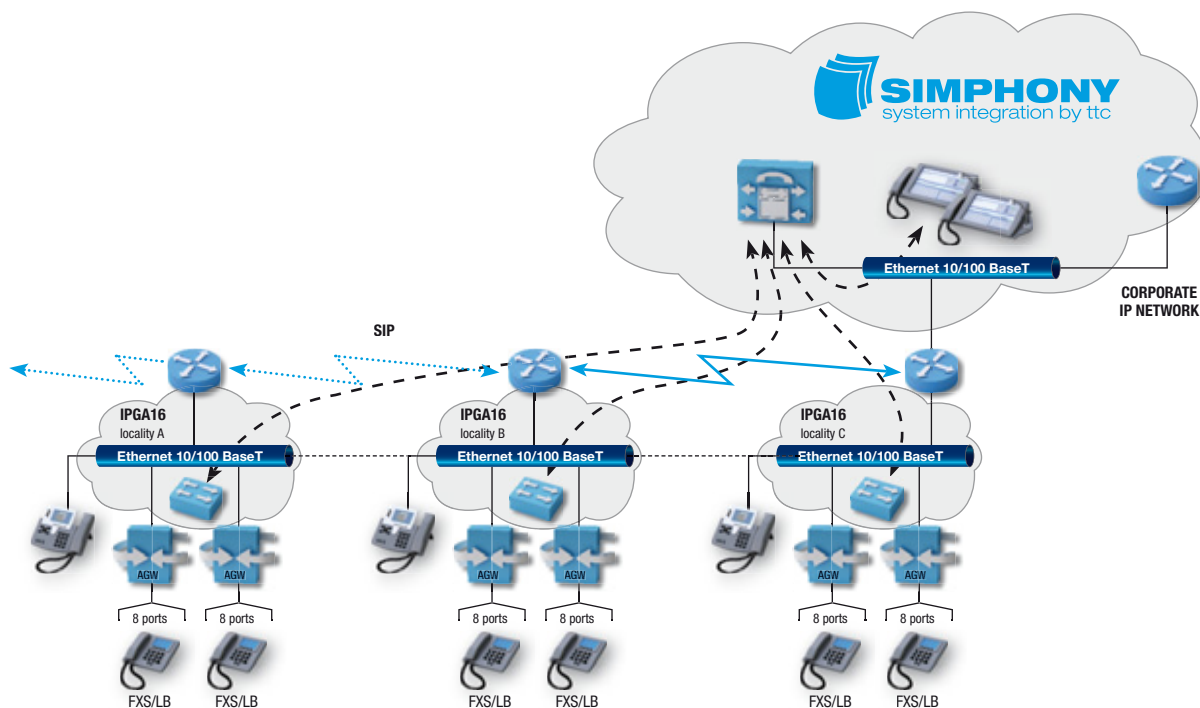 SIMPHONY
system integration by ttc
Ethernet 10/100 BaseT
CORPORATE
IP NETWORK
SIP
IPGA16
locality A
IPGA16
locality B
IPGA16
locality C
Ethernet 10/100 BaseT
Ethernet 10/100 BaseT
Ethernet 10/100 BaseT
AGW
AGW
AGW
AGW
AGW
AGW
8 ports
8 ports
8 ports
8 ports
8 ports
8 ports
FXS/LB
FXS/LB
FXS/LB
FXS/LB
FXS/LB
FXS/LB